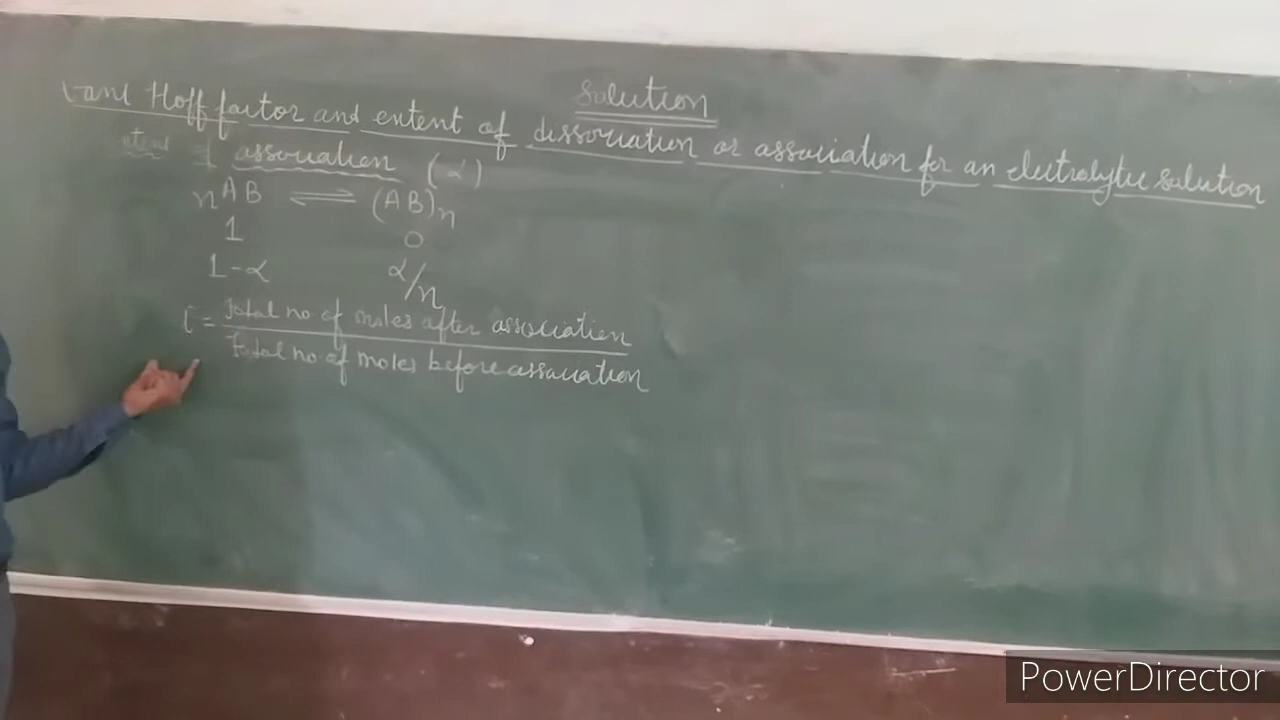 Solution
Vant Hoff factor and extent of dissociation or association for an electrolytic solution
of association (α)
nAB ⇌ (AB)n
1 0
1-α α/n
i = Total no of moles after association
Total no. of moles before association
PowerDirector